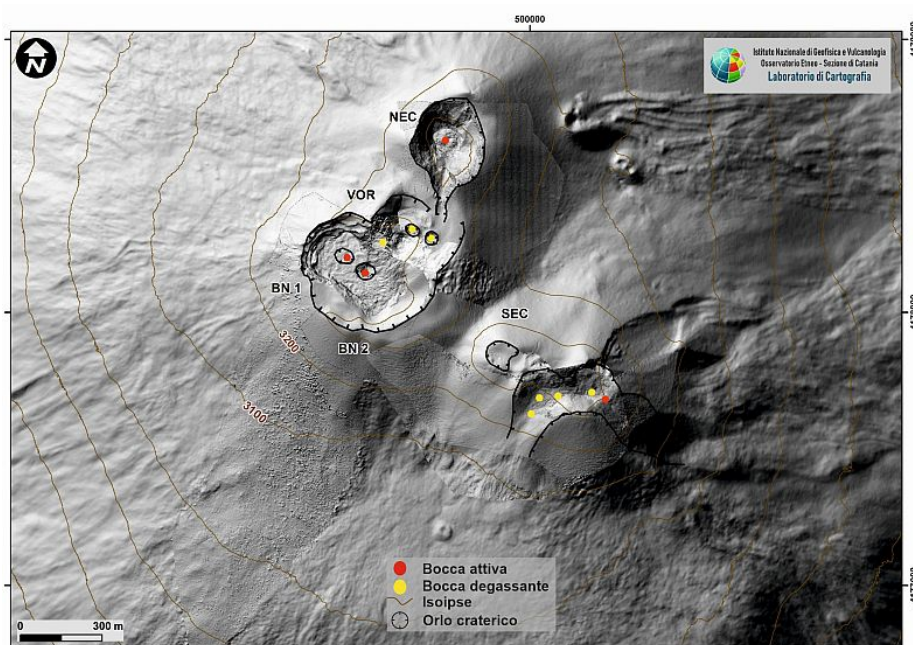 500000
N
Istituto Nazionale di Geofisica e Vulcanologia
Osservatorio Etneo - Sezione di Catania
Laboratorio di Cartografia
NEC
VOR
BN 1
BN 2
SEC
3200
3100
Bocca attiva
Bocca degassante
Isoipse
Orlo craterico
0 300 m